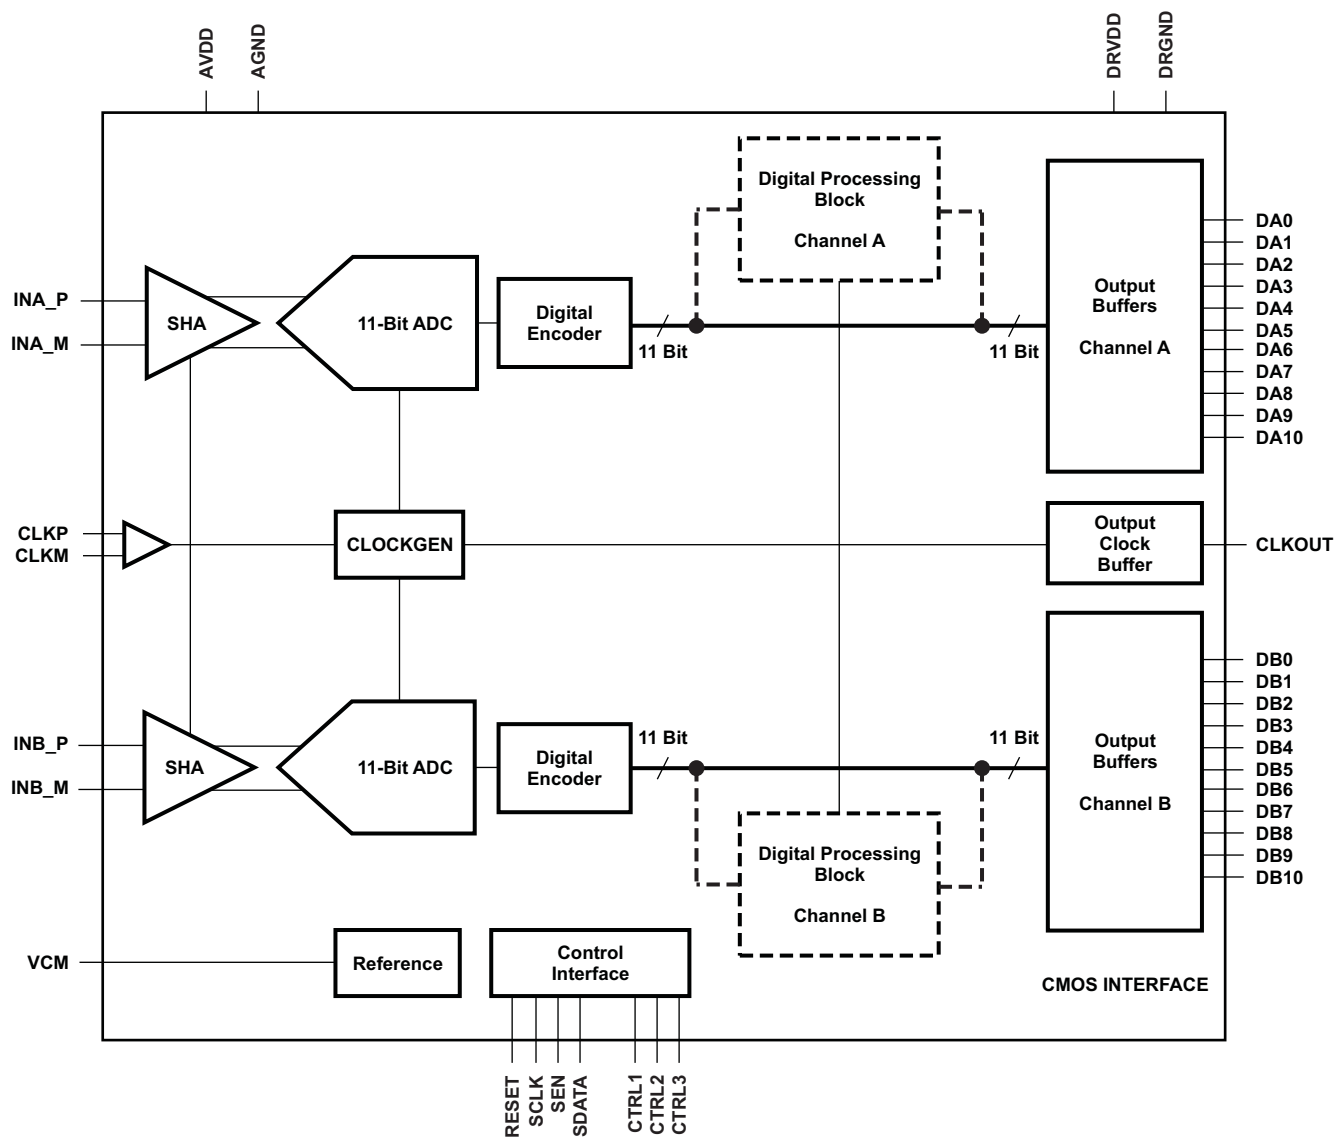 AVDD
AGND
DRVDD
DRGND
Digital Processing
Block
Channel A
INA_P
INA_M
SHA
11-Bit ADC
Digital
Encoder
11 Bit
11 Bit
Output
Buffers
Channel A
DA0
DA1
DA2
DA3
DA4
DA5
DA6
DA7
DA8
DA9
DA10
CLKP
CLKM
CLOCKGEN
Output
Clock
Buffer
CLKOUT
INB_P
INB_M
SHA
11-Bit ADC
Digital
Encoder
11 Bit
11 Bit
Output
Buffers
Channel B
DB0
DB1
DB2
DB3
DB4
DB5
DB6
DB7
DB8
DB9
DB10
Digital Processing
Block
Channel B
VCM
Reference
Control
Interface
CMOS INTERFACE
RESET
SCLK
SEN
SDATA
CTRL1
CTRL2
CTRL3